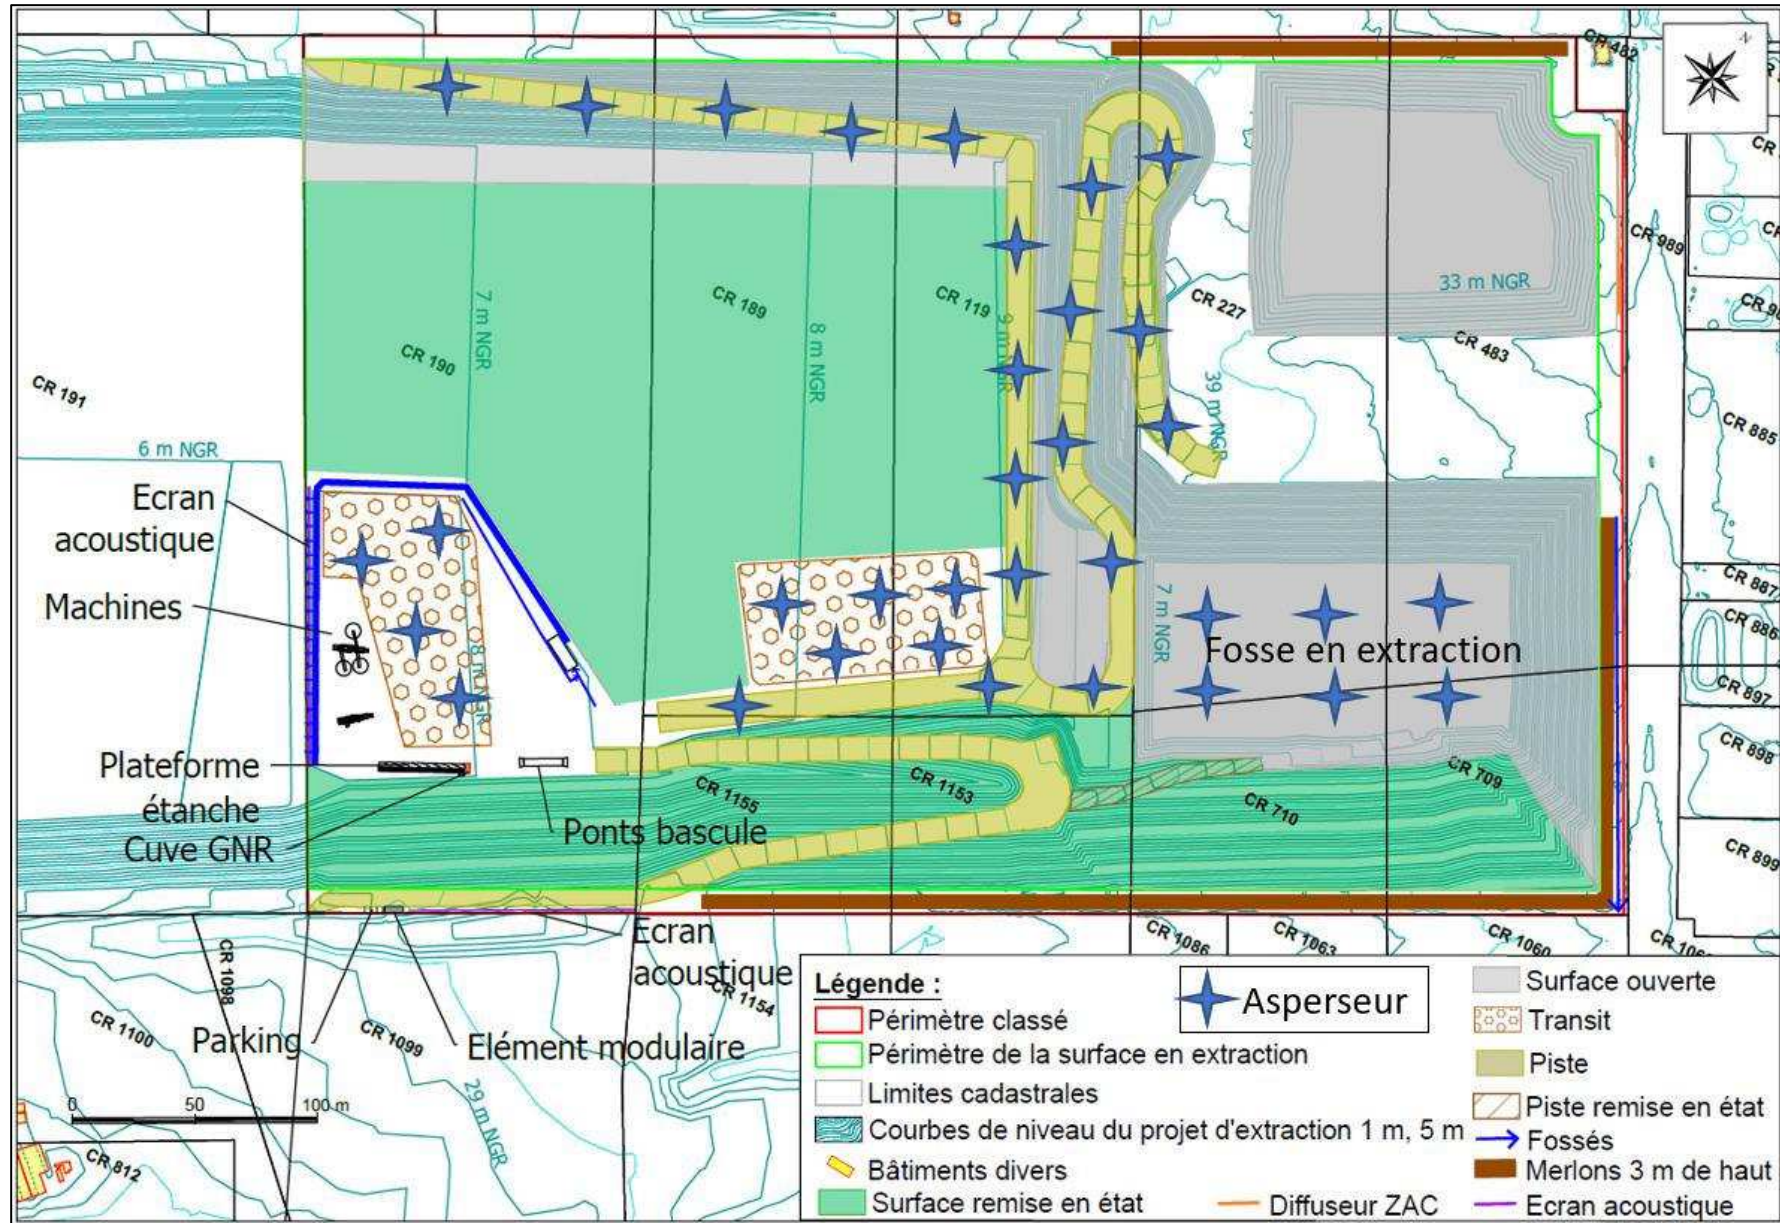 N
CR 482
CR
CR
CR 989
33 m NGR
CR 227
CR 483
7 m NGR
CR 189
CR 119
9 m NGR
8 m NGR
CR 190
CR 191
39 m NGR
CR 885
6 m NGR
Ecran
acoustique
Machines
8 m NGR
7 m NGR
Fosse en extraction
CR 887
CR 886
CR 897
CR 898
CR 899
Plateforme
étanche
Cuve GNR
Ponts bascule
CR 1155
CR 1153
CR 710
CR 709
Ecran
acoustique
CR 1154
CR 1086
CR 1063
CR 1060
CR 1098
CR 1100
CR 1099
Parking
Elément modulaire
29 m NGR
0 50 100 m
CR 812
Légende :
Périmètre classé
Périmètre de la surface en extraction
Limites cadastrales
Courbes de niveau du projet d'extraction 1 m, 5 m
Bâtiments divers
Surface remise en état
Diffuseur ZAC
Asperseur
Surface ouverte
Transit
Piste
Piste remise en état
Fossés
Merlons 3 m de haut
Ecran acoustique